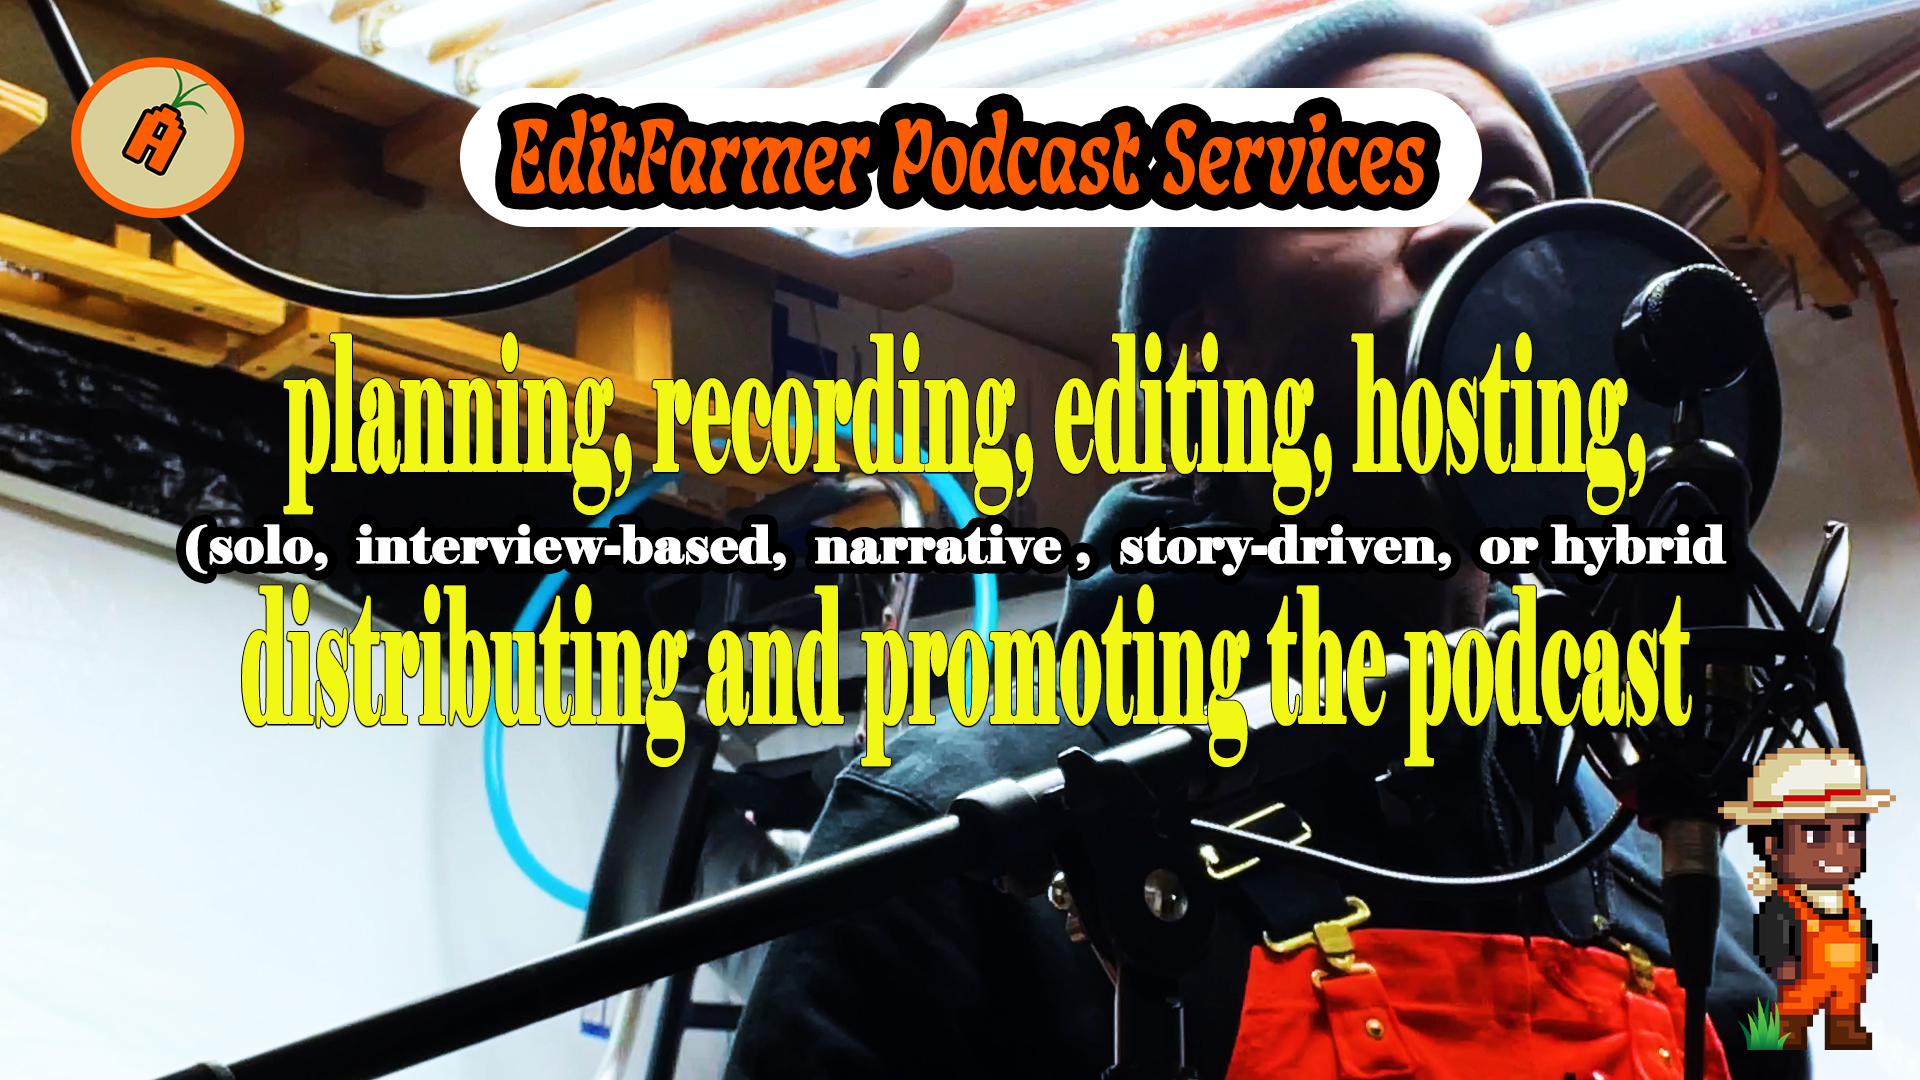 A
EditFarmer Podcast Services
planning, recording, editing, hosting,
(solo, interview-based, narrative , story-driven, or hybrid
distributing and promoting the podcast